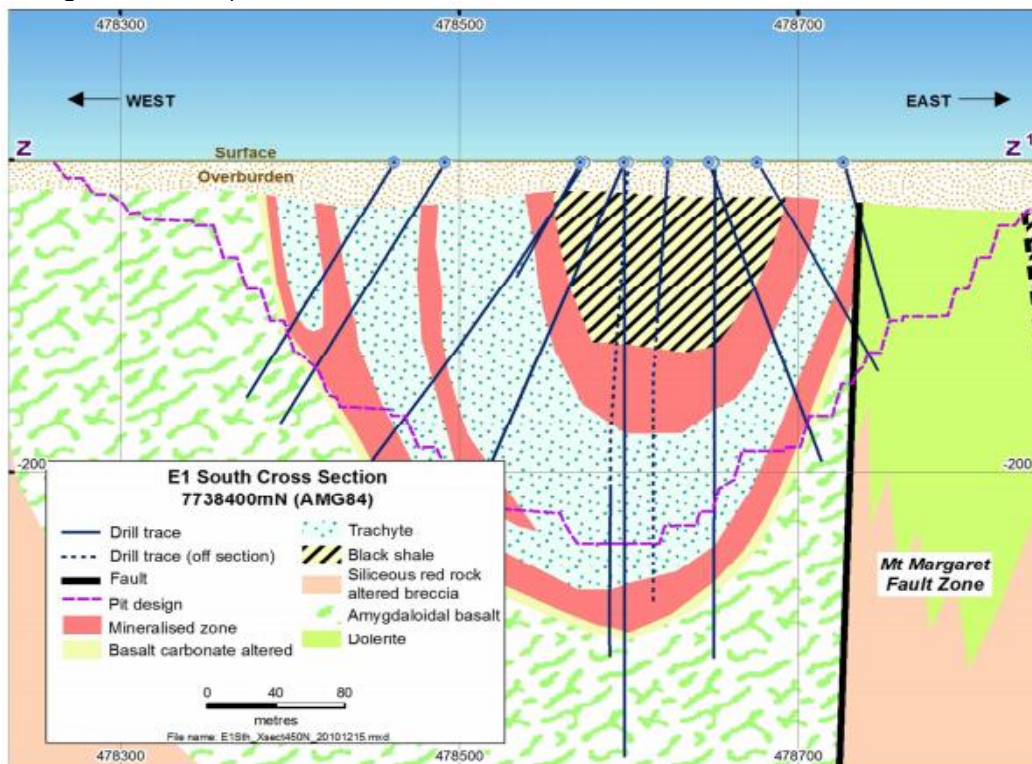 478300 478500 478700
WEST
EAST
Z
Surface
Overburden
Z 1
-200
-200
E1 South Cross Section
7738400mN (AMG84)
Drill trace
Drill trace (off section)
Fault
Pit design
Mineralised zone
Basalt carbonate altered
Trachyte
Black shale
Siliceous red rock
altered breccia
Amygdaloidal basalt
Dolerite
0 40 80
metres
File name: E1Sth_Xsect450N_20101215.mxd
Mt Margaret
Fault Zone
478300 478500 478700